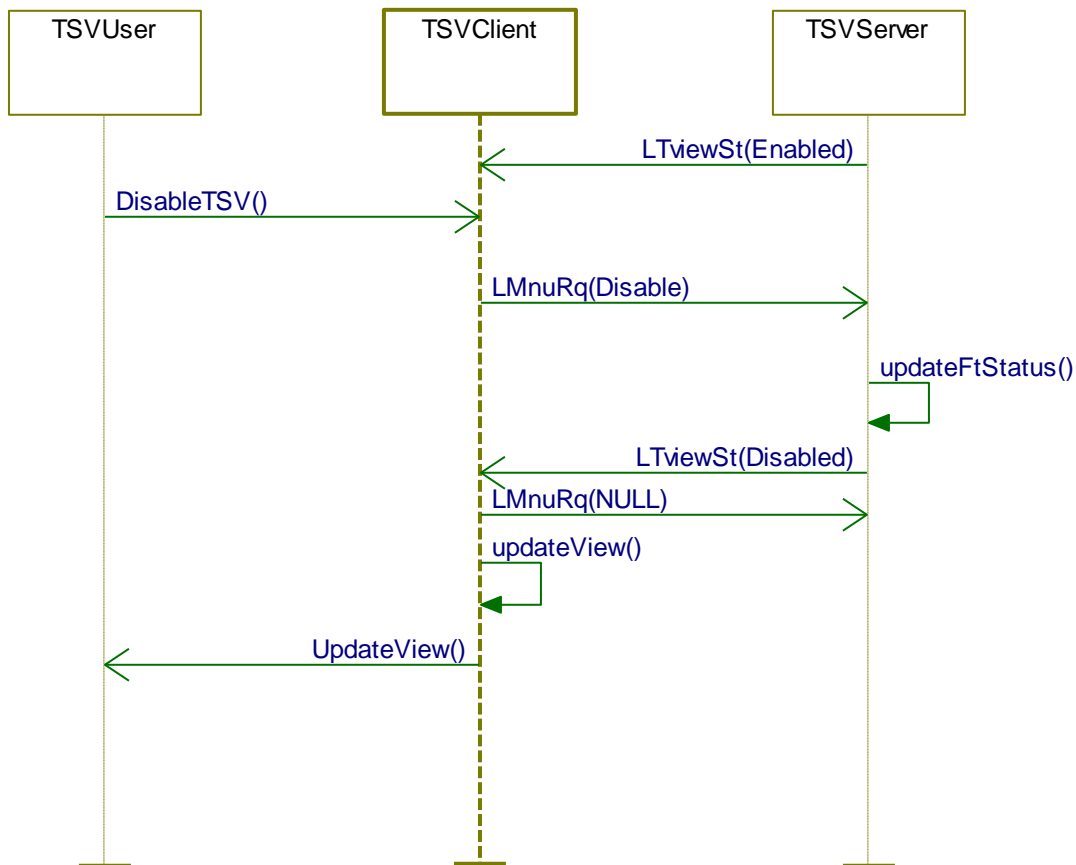 TSVUser
TSVClient
TSVServer
LTviewSt(Enabled)
DisableTSV()
LMnuRq(Disable)
updateFtStatus()
LTviewSt(Disabled)
LMnuRq(NULL)
updateView()
UpdateView()